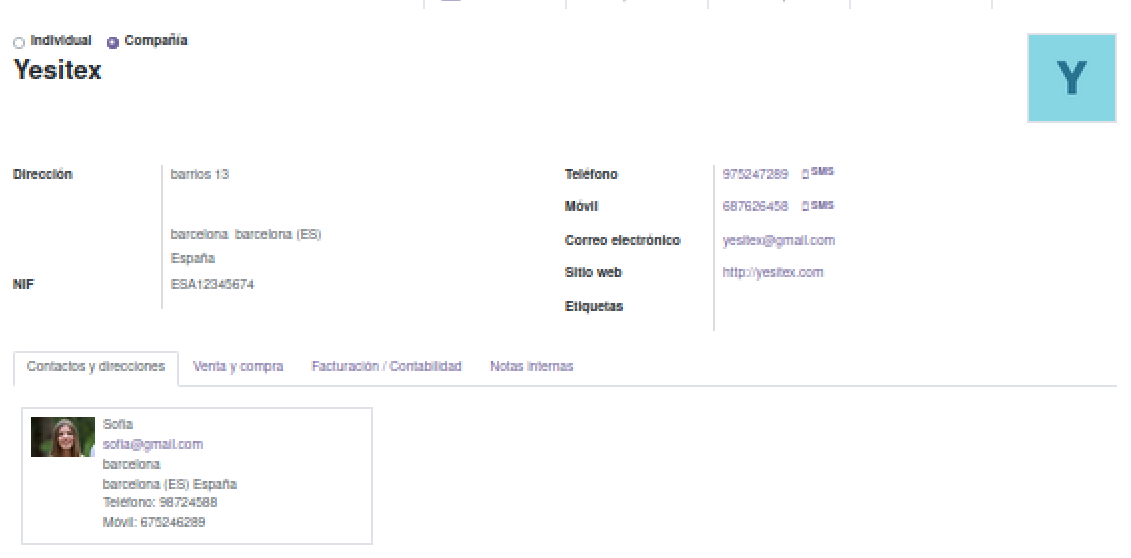 Individual Compañía
Yesitex
Y
Dirección barrios 13
barcelona barcelona (ES)
España
NIF ESA12345674
Teléfono 975247289 SMS
Móvil 687626458 SMS
Correo electrónico yesitex@gmail.com
Sitio web http://yesitex.com
Etiquetas
Contactos y direcciones Venta y compra Facturación / Contabilidad Notas internas
Sofia
sofia@gmail.com
barcelona
barcelona (ES) España
Teléfono: 98724588
Móvil: 675246289